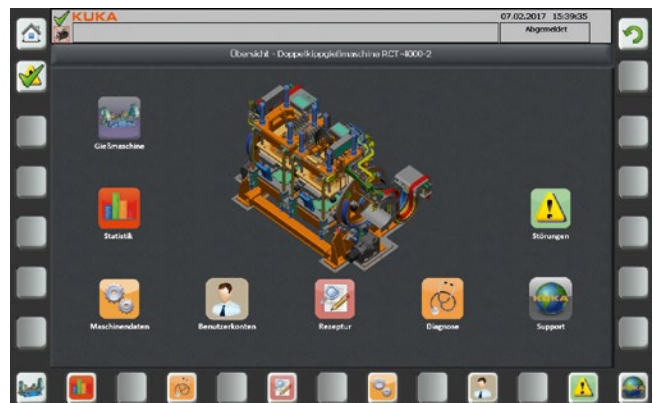 KUKA
07.02.2017 15:39:35
Abgemeldet
Übersicht - Doppelkippgießmaschine RCT-4000-2
Gießmaschine
Statistik
Störungen
Maschinendaten
Benutzerkonten
Rezeptur
Diagnose
Support
KUKA